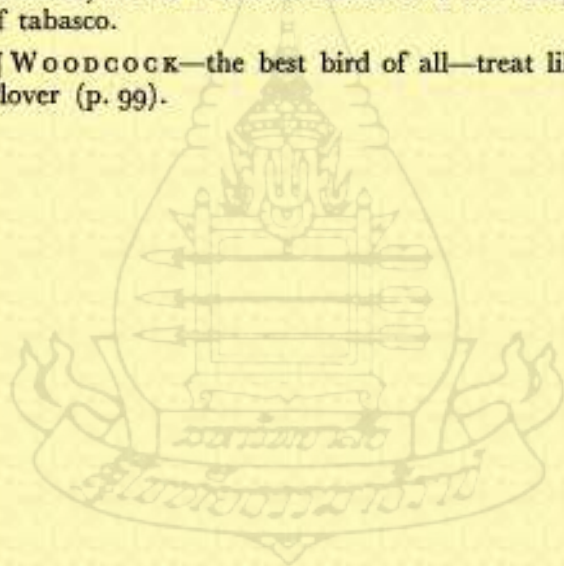 f tabasco.
WOODCOCK—the best bird of all—treat li
lover (p. 99).